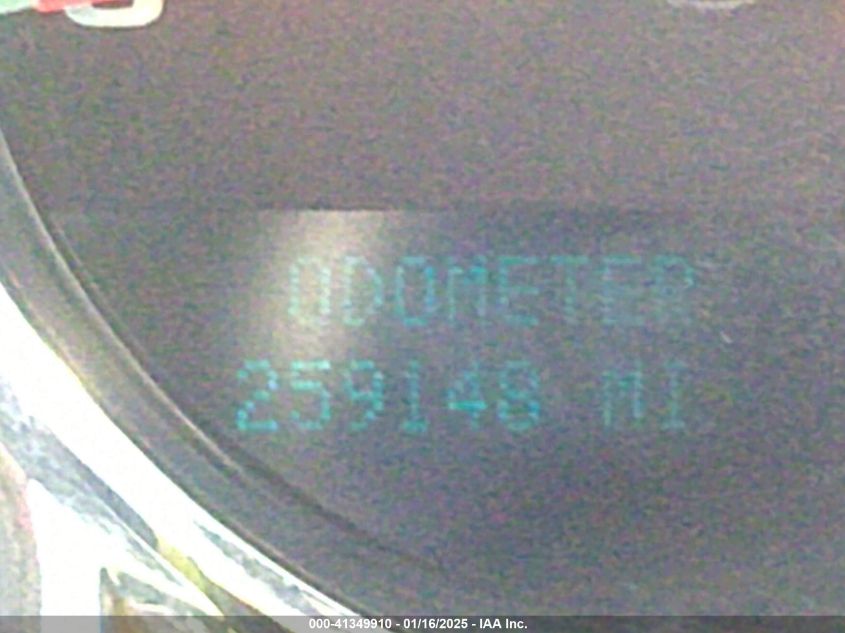 ODOMETER
259148 MI
000-41349910 - 01/16/2025 - IAA Inc.